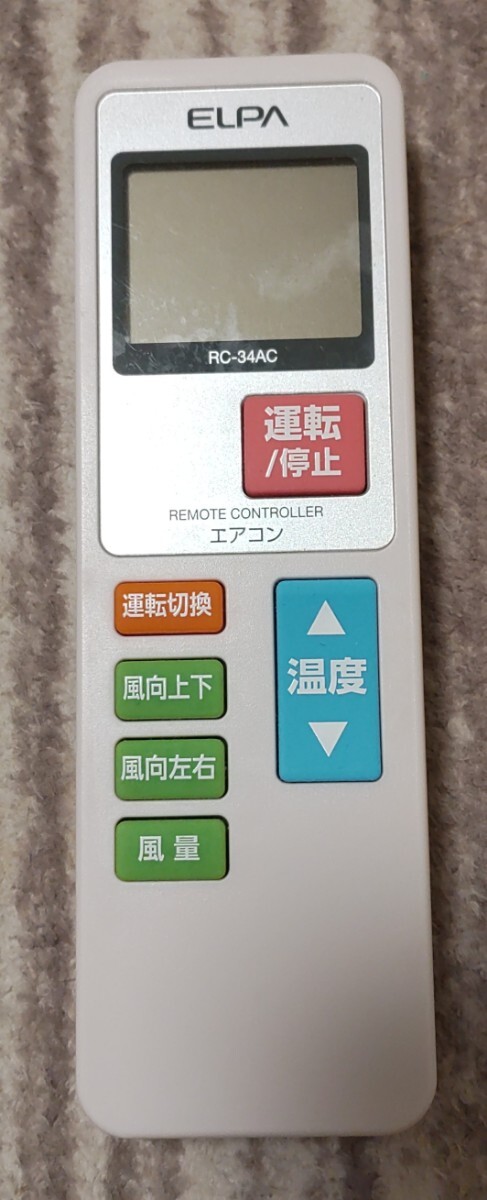 ELPA
RC-34AC
運転
/停止
REMOTE CONTROLLER
エアコン
運転切換
風向上下
風向左右
風量
▲
温度
▼